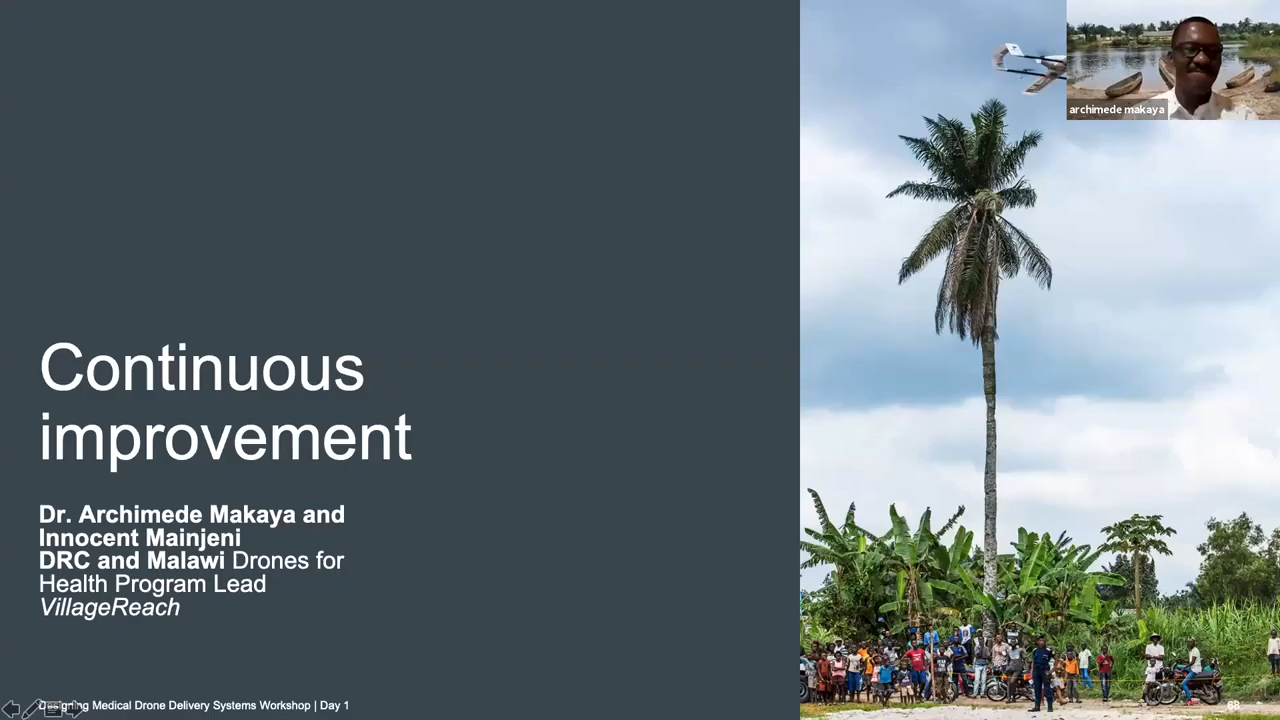 archimede makaya
Continuous
improvement
Dr. Archimede Makaya and
Innocent Mainjeni
DRC and Malawi Drones for
Health Program Lead
VillageReach
Designing Medical Drone Delivery Systems Workshop | Day 1
68